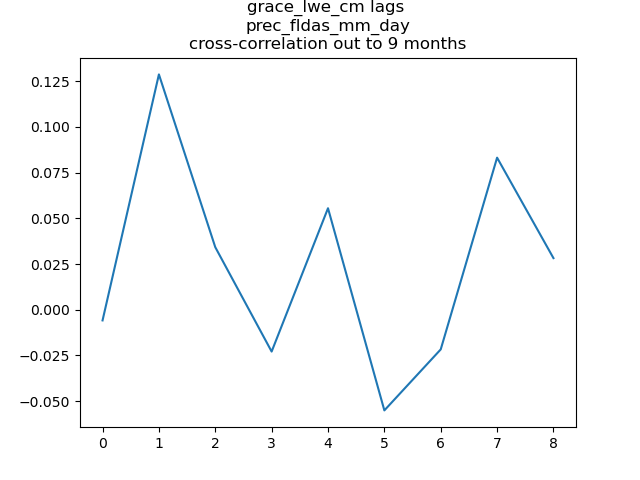 grace_lwe_cm lags
prec_fldas_mm_day
cross-correlation out to 9 months
0.125
0.100
0.075
0.050
0.025
0.000
−0.025
−0.050
0 1 2 3 4 5 6 7 8